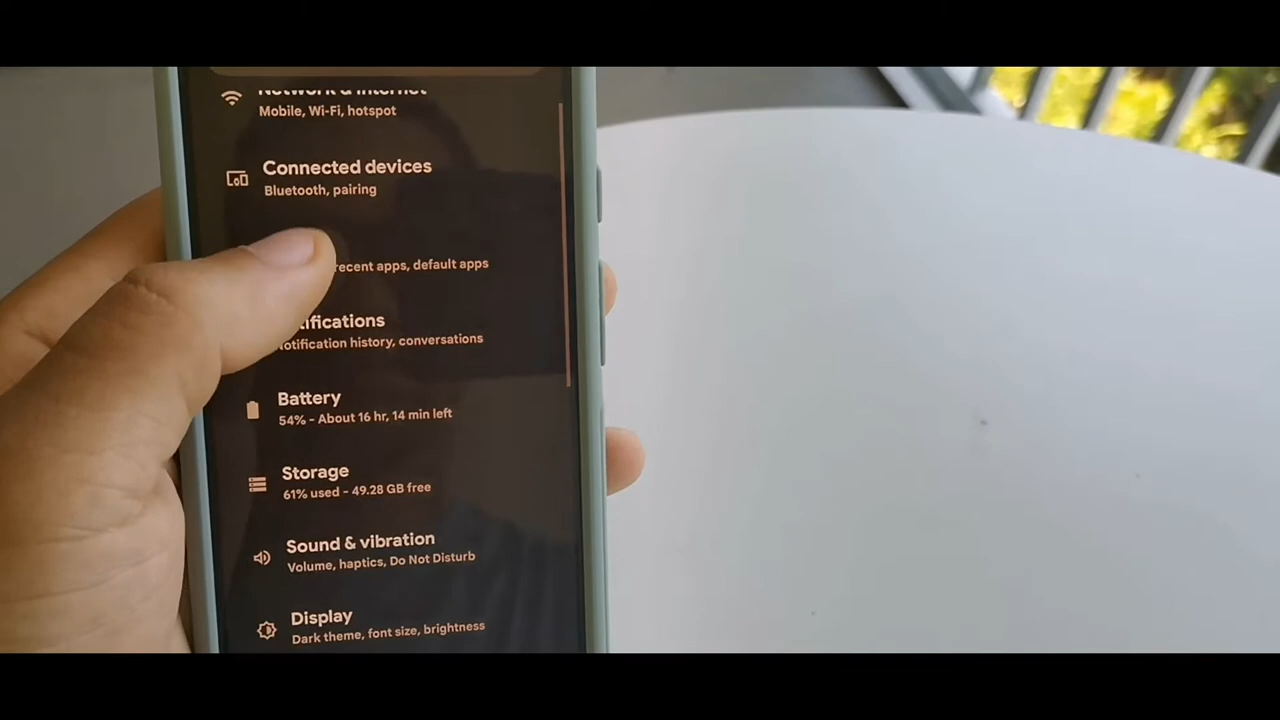 Network & internet
Mobile, Wi-Fi, hotspot
Connected devices
Bluetooth, pairing
recent apps, default apps
tifications
otification history, conversations
Battery
54% - About 16 hr, 14 min left
Storage
61% used - 49.28 GB free
Sound & vibration
Volume, haptics, Do Not Disturb
Display
Dark theme, font size, brightness